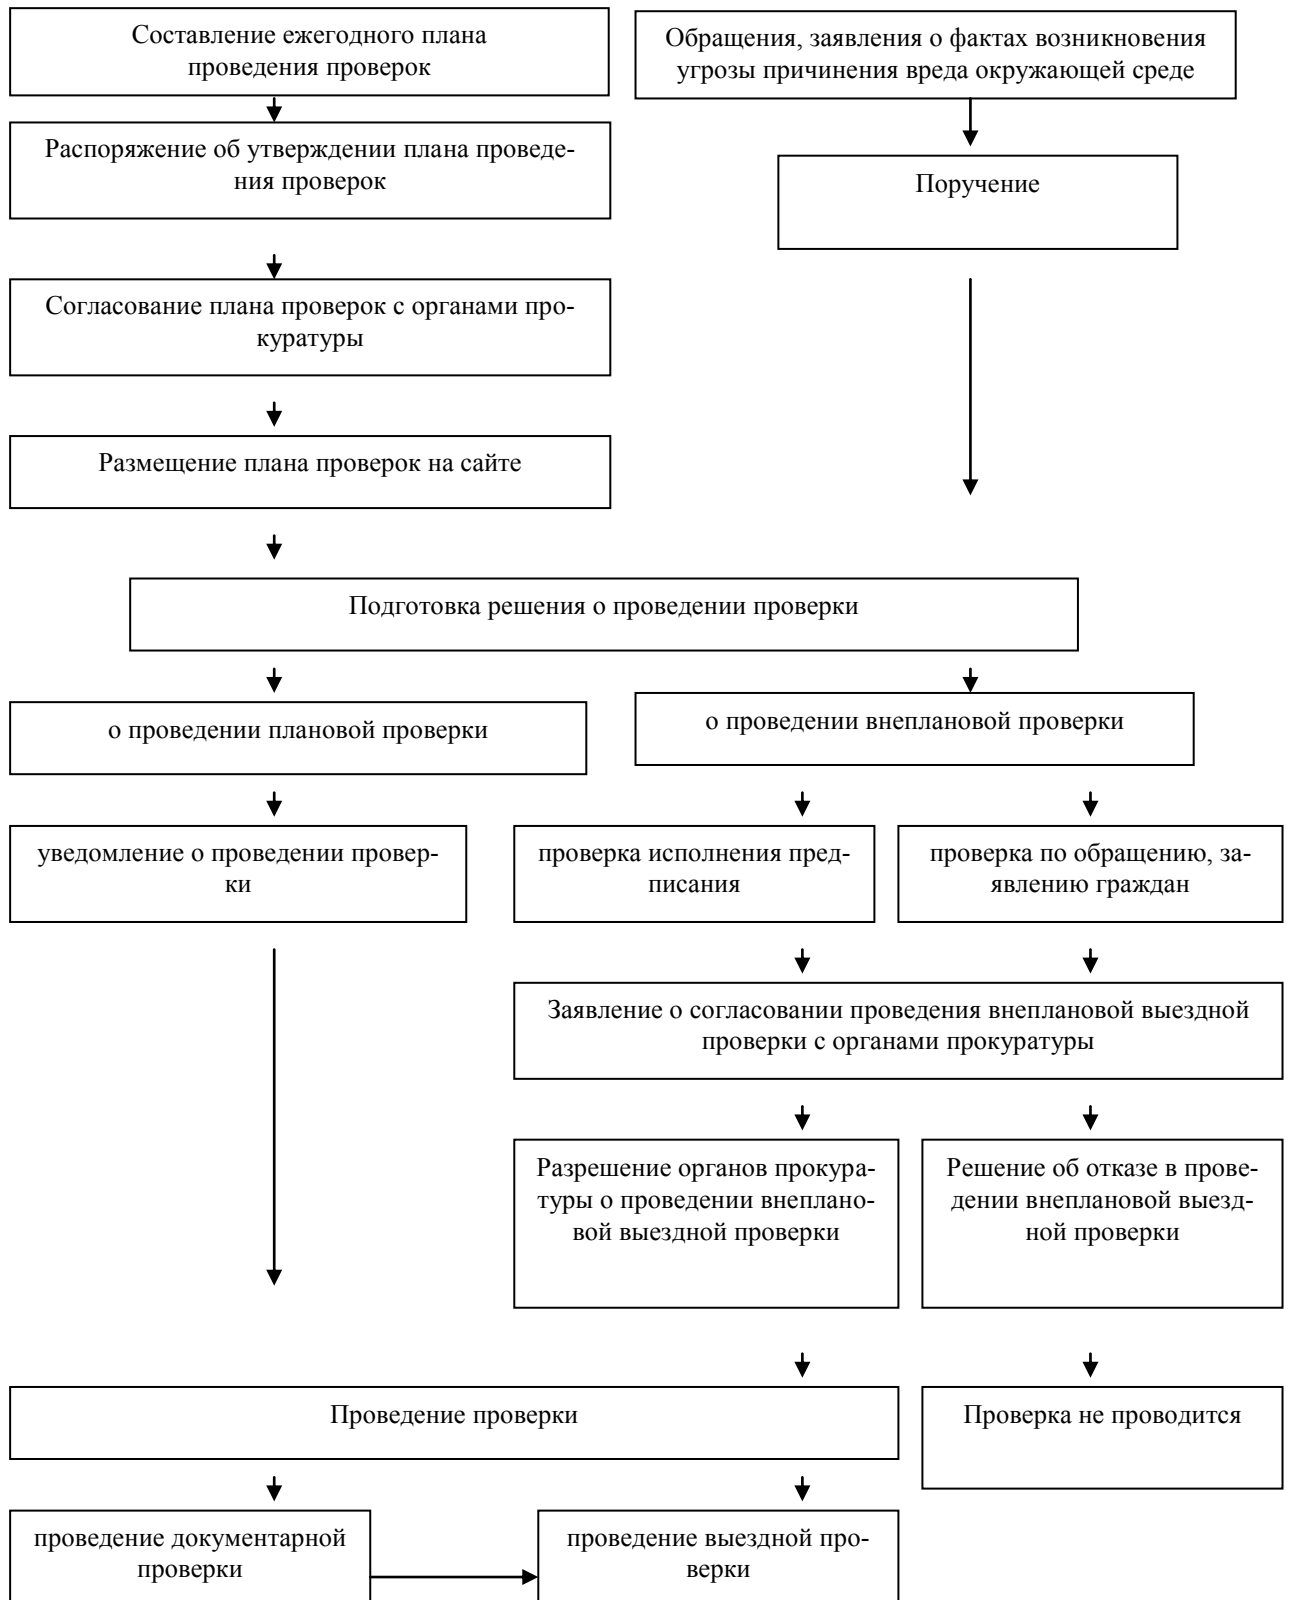 Составление ежегодного плана
проведения проверок
Обращения, заявления о фактах возникновения
угрозы причинения вреда окружающей среде
Распоряжение об утверждении плана проведе-
ния проверок
Поручение
Согласование плана проверок с органами про-
куратуры
Размещение плана проверок на сайте
Подготовка решения о проведении проверки
о проведении плановой проверки
о проведении внеплановой проверки
уведомление о проведении провер-
ки
проверка исполнения пред-
писания
проверка по обращению, за-
явлению граждан
Заявление о согласовании проведения внеплановой выездной
проверки с органами прокуратуры
Разрешение органов прокура-
туры о проведении внеплано-
вой выездной проверки
Решение об отказе в прове-
дении внеплановой выезд-
ной проверки
Проведение проверки
Проверка не проводится
проведение документарной
проверки
проведение выездной про-
верки